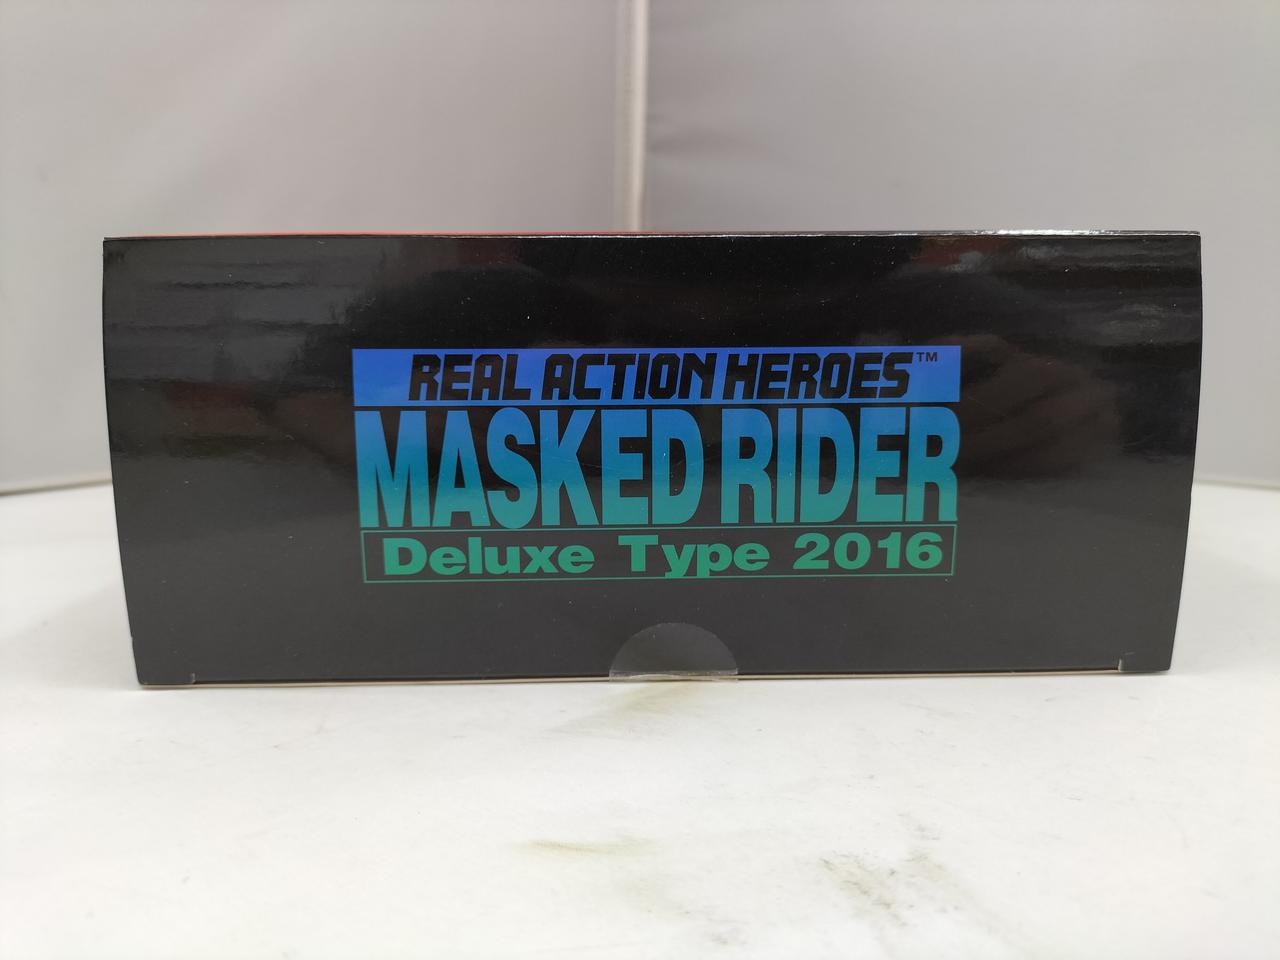 REAL ACTION HEROES™
MASKED RIDER
Deluxe Type 2016